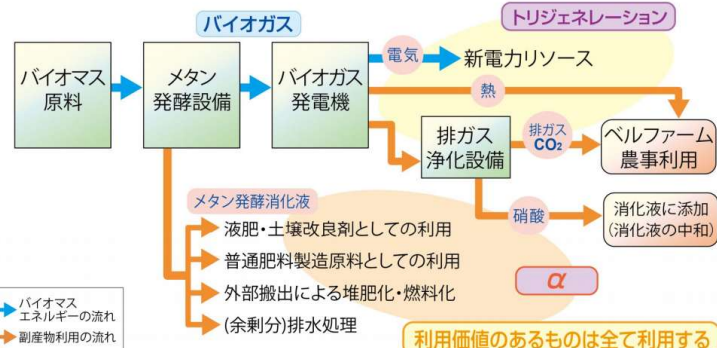 バイオガス
トリジェネレーション
バイオマス
原料
メタン
発酵設備
バイオガス
発電機
電気
新電力リソース
熱
排ガス
浄化設備
排ガス
CO₂
ベルファーム
農事利用
硝酸
消化液に添加
(消化液の中和)
メタン発酵消化液
液肥・土壌改良剤としての利用
普通肥料製造原料としての利用
外部搬出による堆肥化・燃料化
(余剰分)排水処理
α
バイオマス
エネルギーの流れ
副産物利用の流れ
利用価値のあるものは全て利用する